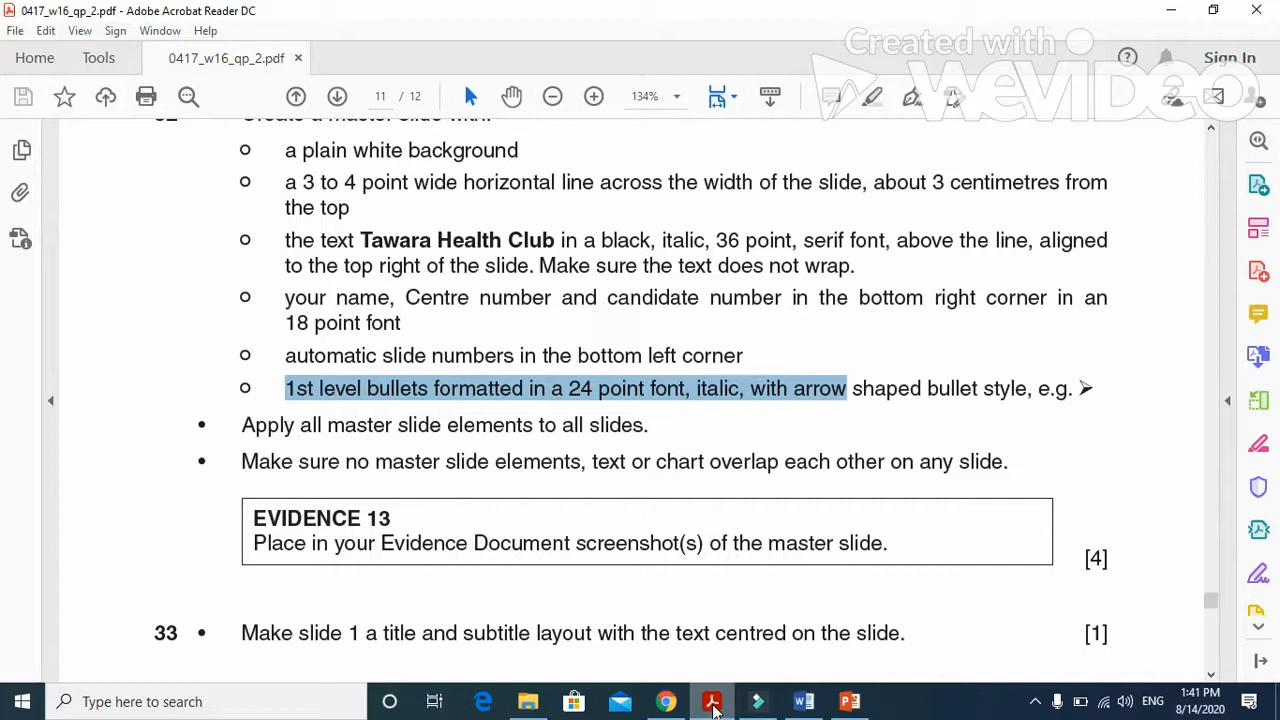 0417_w16_qp_2.pdf - Adobe Acrobat Reader DC
File Edit View Sign Window Help
Home Tools 0417_w16_qp_2.pdf × Sign In
Created with
WeVideo
11 / 12 134%
Create a master slide with:
a plain white background
a 3 to 4 point wide horizontal line across the width of the slide, about 3 centimetres from
the top
the text Tawara Health Club in a black, italic, 36 point, serif font, above the line, aligned
to the top right of the slide. Make sure the text does not wrap.
your name, Centre number and candidate number in the bottom right corner in an
18 point font
automatic slide numbers in the bottom left corner
1st level bullets formatted in a 24 point font, italic, with arrow shaped bullet style, e.g. ➢
• Apply all master slide elements to all slides.
• Make sure no master slide elements, text or chart overlap each other on any slide.
EVIDENCE 13
Place in your Evidence Document screenshot(s) of the master slide.
[4]
33 • Make slide 1 a title and subtitle layout with the text centred on the slide. [1]
Type here to search
ENG
1:41 PM
8/14/2020